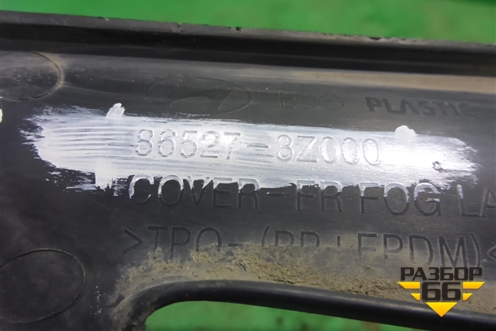 PLASTIC
86527-3Z000
COVER-FR FOG LA
>TPO-(PP+EPDM)<
РАЗБОР
66